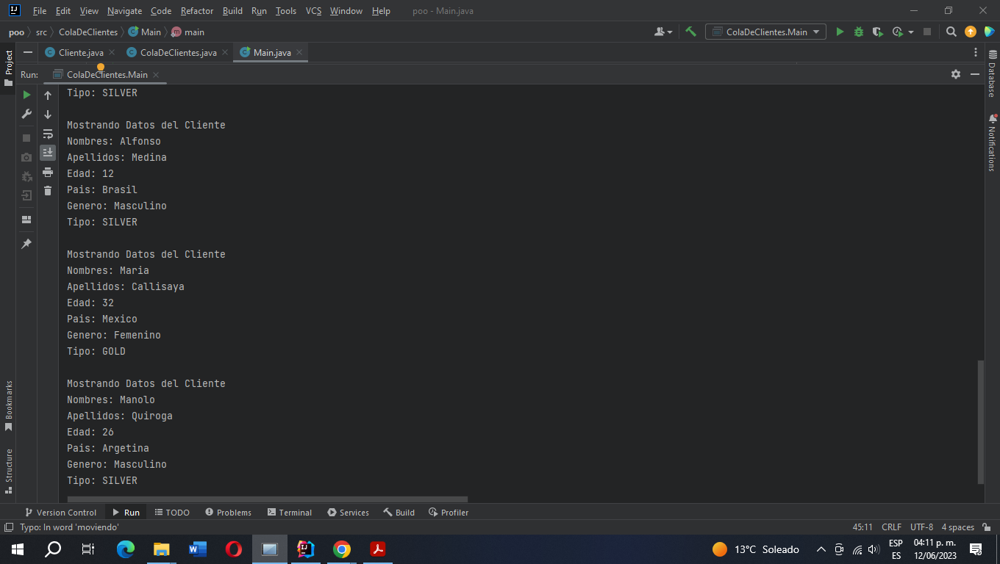 File Edit View Navigate Code Refactor Build Run Tools VCS Window Help poo - Main.java
poo src ColaDeClientes Main main ColaDeClientes.Main
Project Cliente.java ColaDeClientes.java Main.java
Run: ColaDeClientes.Main
Tipo: SILVER
Mostrando Datos del Cliente
Nombres: Alfonso
Apellidos: Medina
Edad: 12
Pais: Brasil
Genero: Masculino
Tipo: SILVER
Mostrando Datos del Cliente
Nombres: Maria
Apellidos: Callisaya
Edad: 32
Pais: Mexico
Genero: Femenino
Tipo: GOLD
Mostrando Datos del Cliente
Nombres: Manolo
Apellidos: Quiroga
Edad: 26
Pais: Argetina
Genero: Masculino
Tipo: SILVER
Database
Notifications
Bookmarks
Structure
Version Control Run TODO Problems Terminal Services Build Profiler
Typo: In word 'moviendo' 45:11 CRLF UTF-8 4 spaces
13°C Soleado ESP 04:11 p. m.
ES 12/06/2023